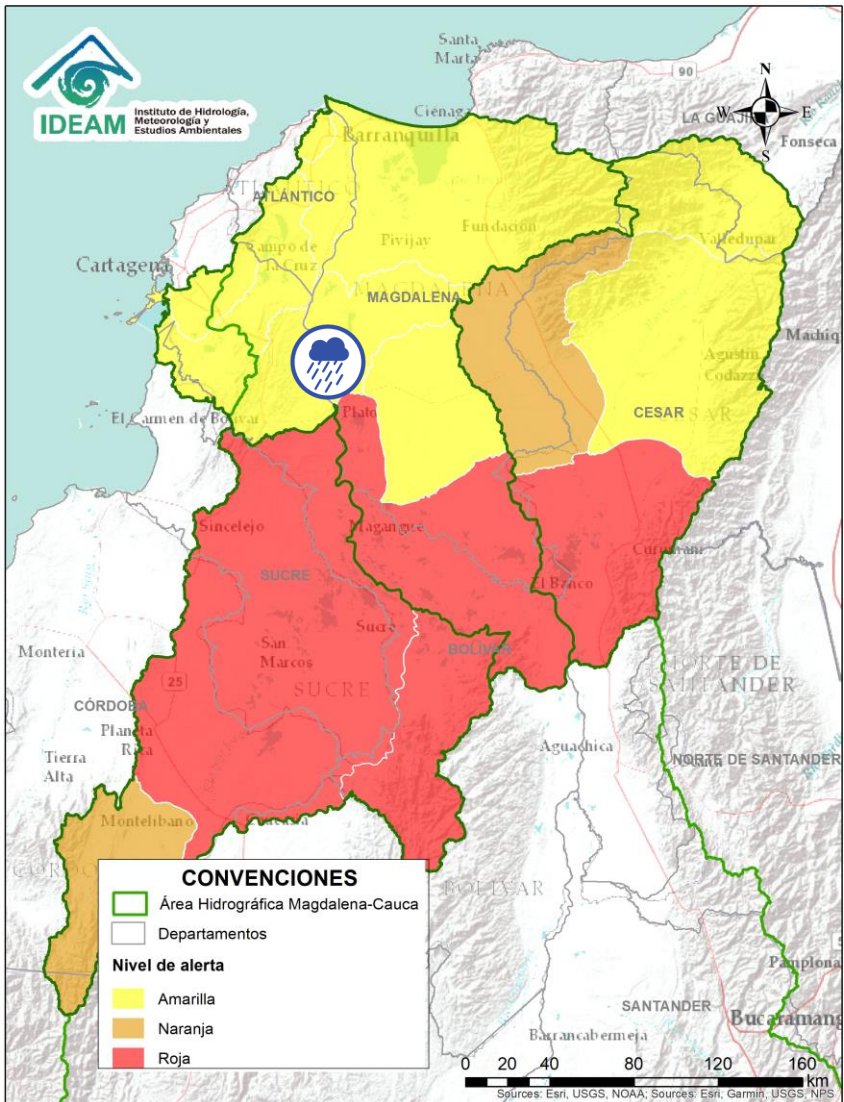 IDEAM
Instituto de Hidrología,
Meteorología y
Estudios Ambientales
Santa
Marta
90
N
W
E
S
LA GUAJI
Fonseca
Ciénaga
Barranquilla
ATLÁNTICO
Campo de
la Cruz
Pivijay
Fundación
Valledupar
Cartagena
MAGDALENA
Machiq
Agustín
Codazzi
CESAR
El Carmen de Bolívar
Plato
Sincelejo
Magangué
Curumaní
SUCRE
El Banco
Sucre
San
Marcos
BOLÍVAR
SUCRE
Montería
25
NORTE DE
SANTANDER
CÓRDOBA
Planeta
Rica
Tierra
Alta
Aguachica
NORTE DE SANTANDER
Montelíbano
BOLÍVAR
CONVENCIONES
Área Hidrográfica Magdalena-Cauca
Departamentos
Nivel de alerta
Amarilla
Naranja
Roja
Pamplona
SANTANDER
Bucaramang
Barrancabermeja
0 20 40 80 120 160
km
Sources: Esri, USGS, NOAA; Sources: Esri, Garmin, USGS, NPS